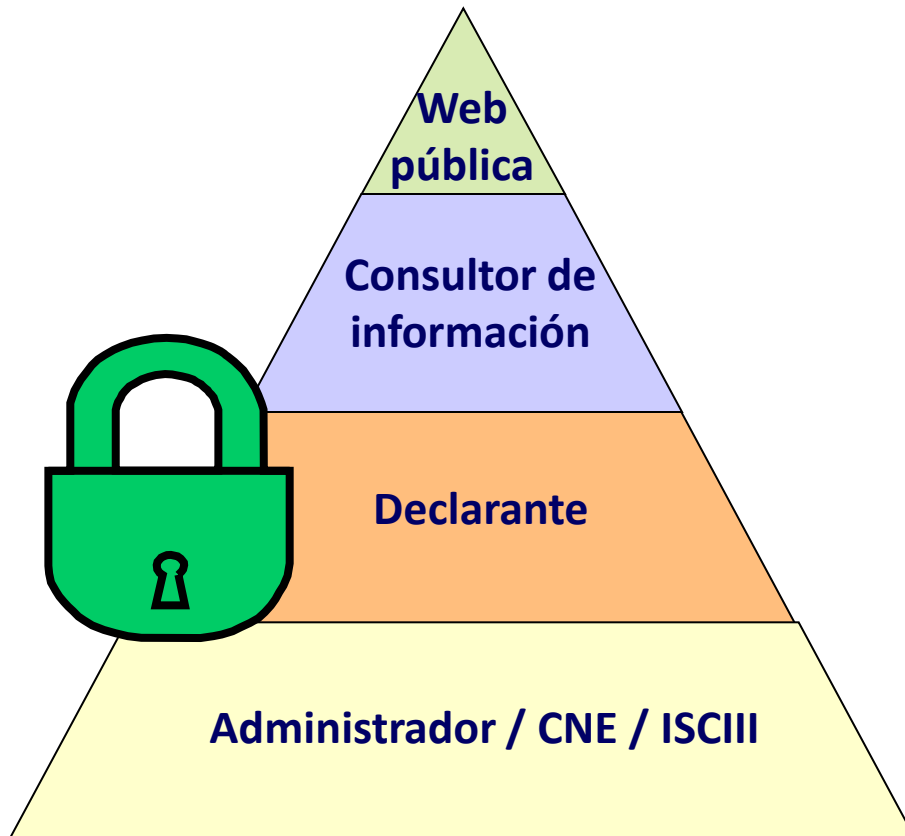 Web
pública
Consultor de
información
Declarante
Administrador / CNE / ISCIII